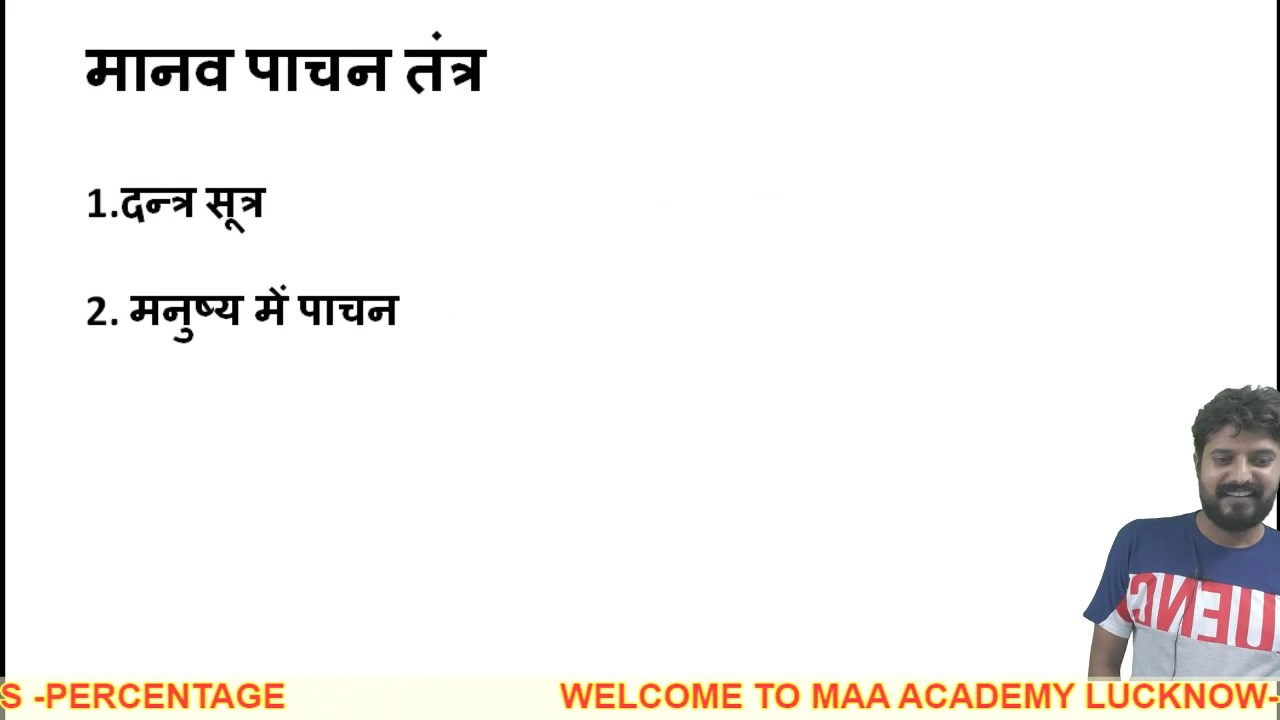 मानव पाचन तंत्र
1.दन्त्र सूत्र
2. मनुष्य में पाचन
S -PERCENTAGE WELCOME TO MAA ACADEMY LUCKNOW-